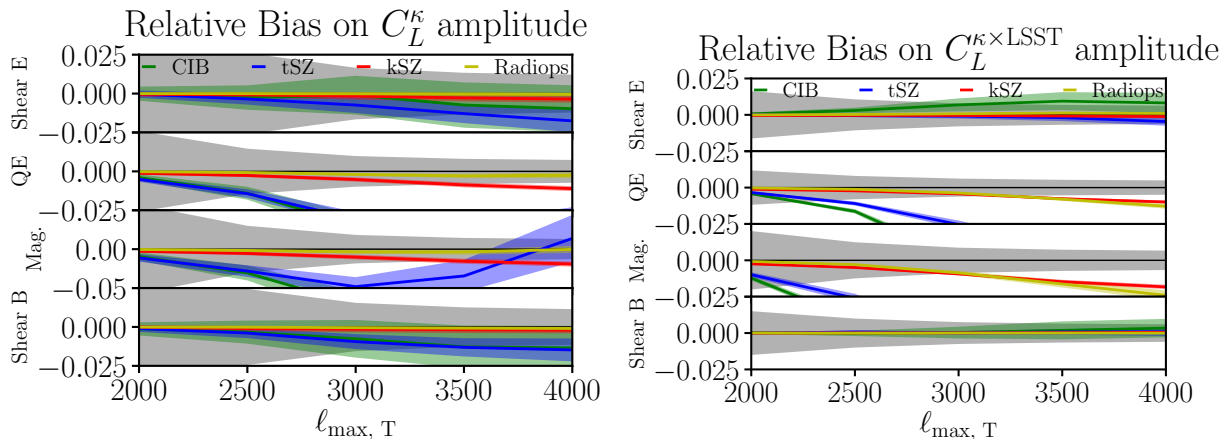 Relative Bias on $C_L^{\kappa}$ amplitude
0.025
CIB tSZ kSZ Radiops
0.000
Shear E
−0.025
0.000
QE
−0.025
0.00
Mag.
−0.05
0.000
Shear B
−0.025
2000 2500 3000 3500 4000
$\ell_{\mathrm{max, T}}$
Relative Bias on $C_L^{\kappa \times \mathrm{LSST}}$ amplitude
0.025
CIB tSZ kSZ Radiops
0.000
Shear E
−0.025
0.000
QE
−0.025
0.000
Mag.
−0.025
0.000
Shear B
−0.025
2000 2500 3000 3500 4000
$\ell_{\mathrm{max, T}}$